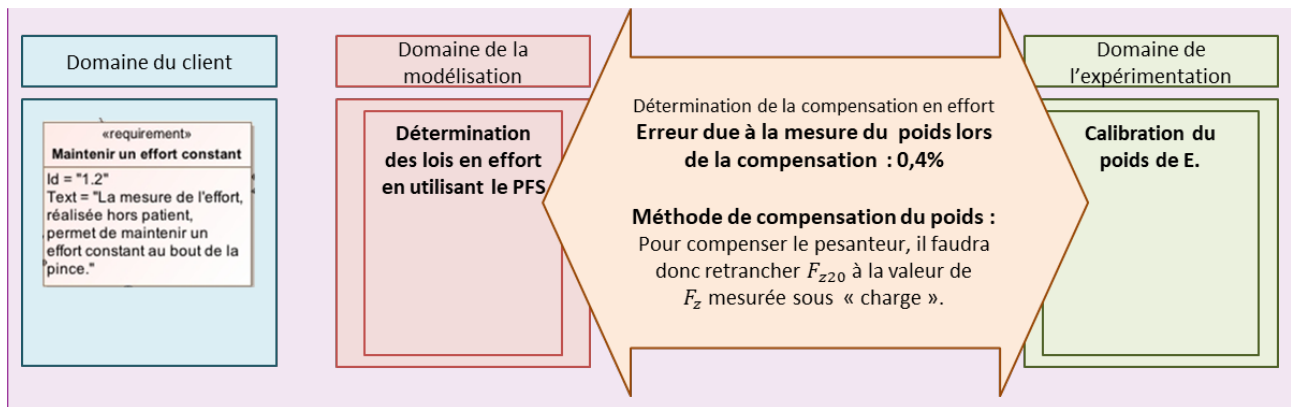 Domaine du client
«requirement»
Maintenir un effort constant
Id = "1.2"
Text = "La mesure de l'effort,
réalisée hors patient,
permet de maintenir un
effort constant au bout de la
pince."
Domaine de la
modélisation
Détermination
des lois en effort
en utilisant le PFS
Détermination de la compensation en effort
Erreur due à la mesure du poids lors
de la compensation : 0,4%
Méthode de compensation du poids :
Pour compenser le pesanteur, il faudra
donc retrancher F_{z20} à la valeur de
F_z mesurée sous « charge ».
Domaine de
l'expérimentation
Calibration du
poids de E.